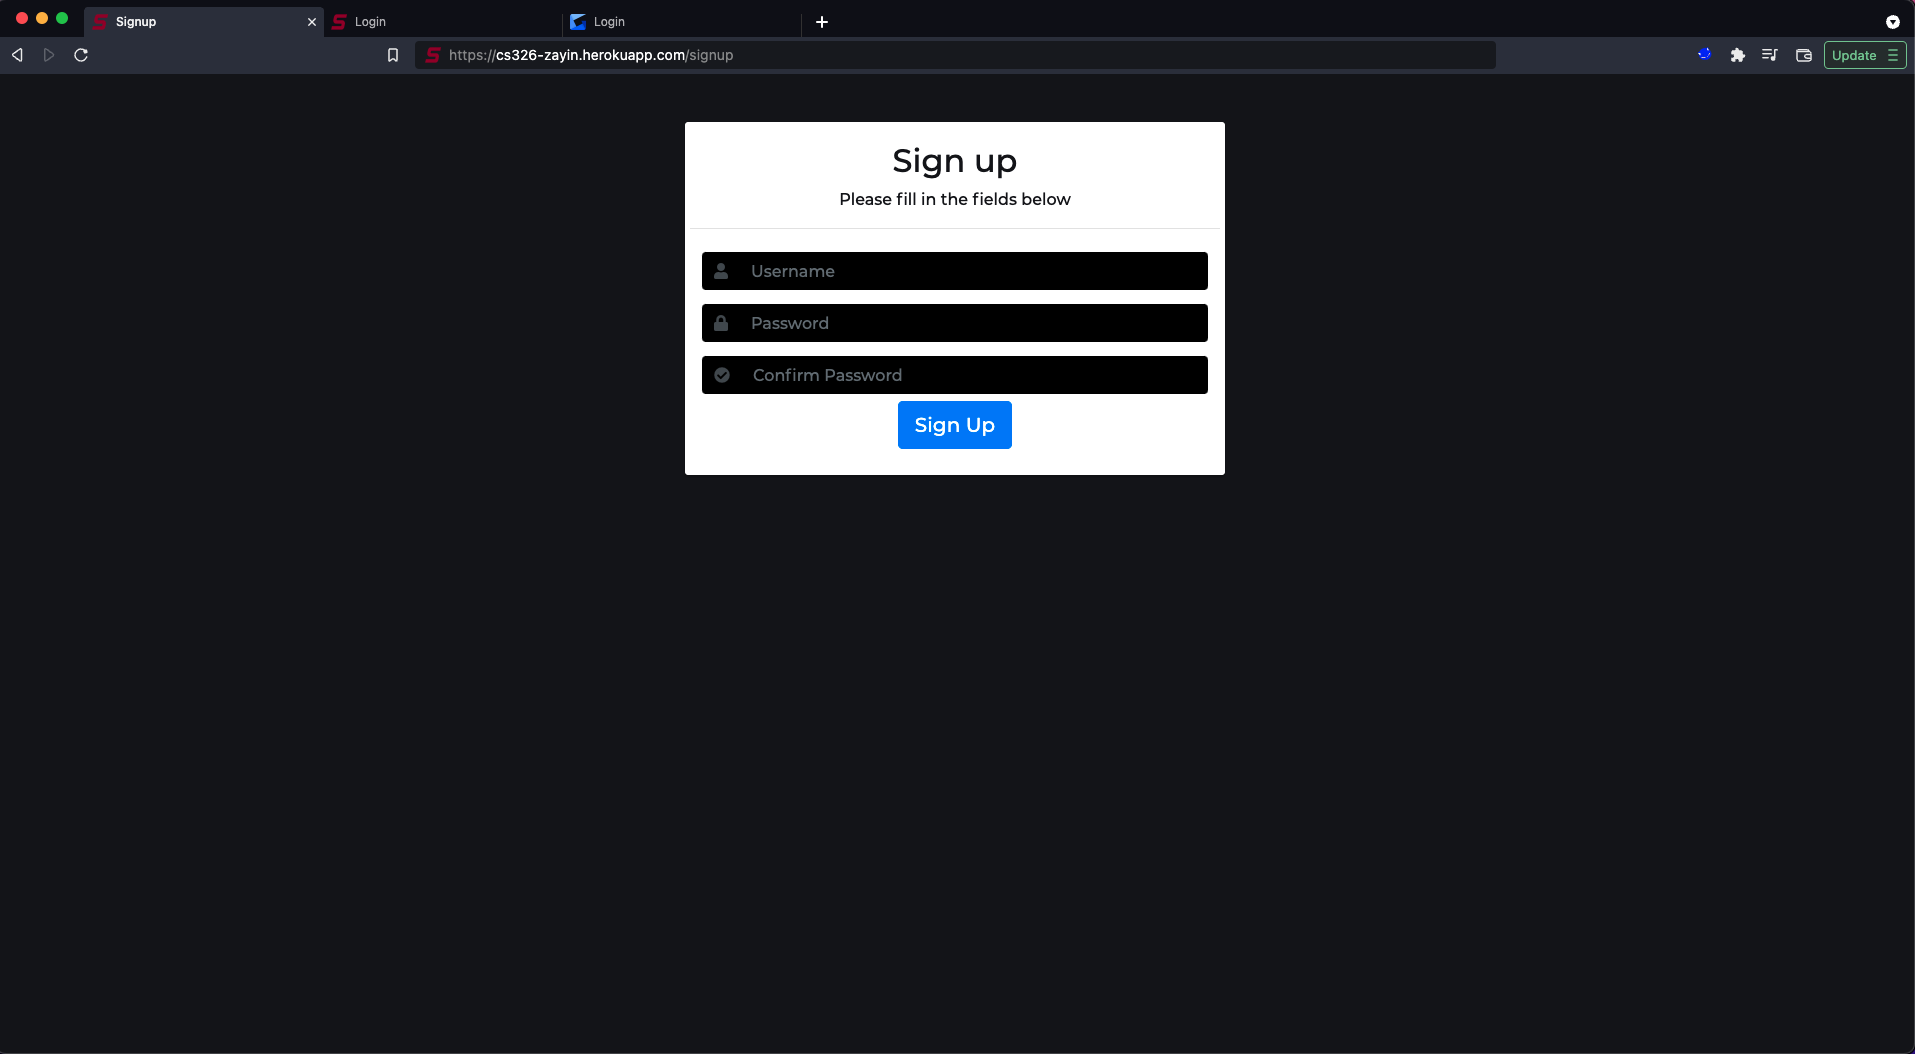 Signup
Login
Login
https://cs326-zayin.herokuapp.com/signup
Update
Sign up
Please fill in the fields below
Username
Password
Confirm Password
Sign Up